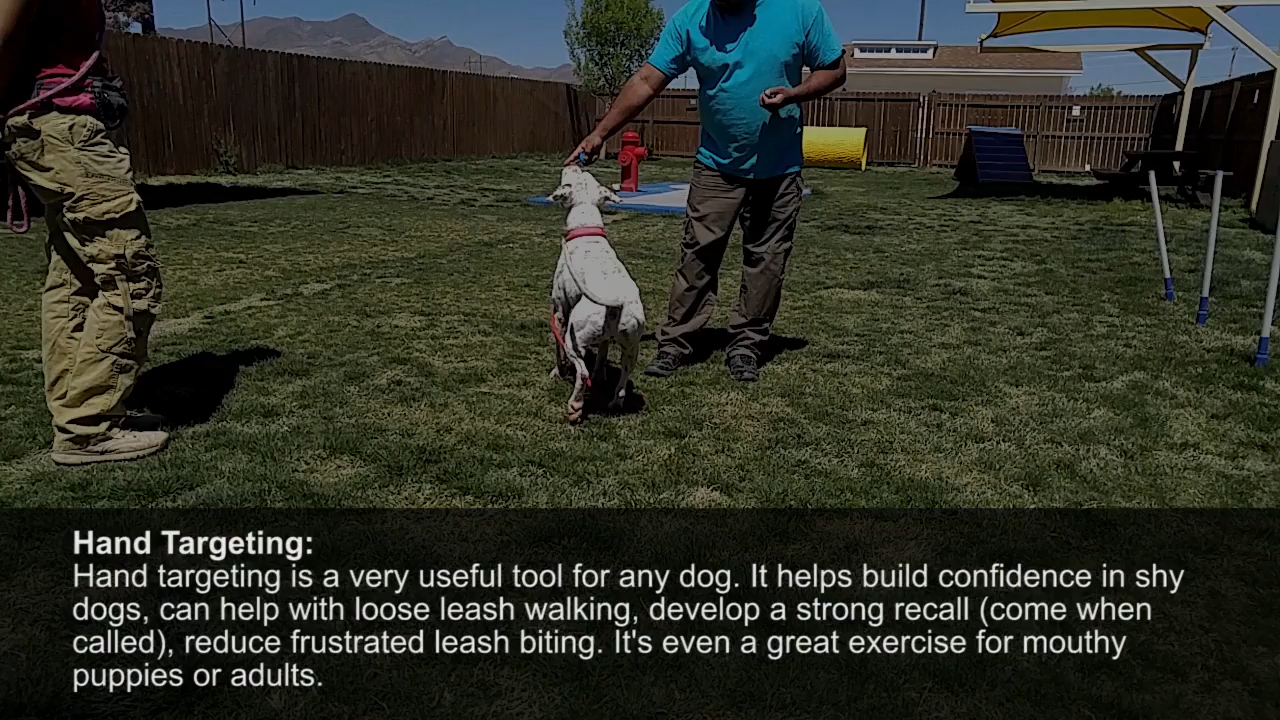 Hand Targeting:
Hand targeting is a very useful tool for any dog. It helps build confidence in shy
dogs, can help with loose leash walking, develop a strong recall (come when
called), reduce frustrated leash biting. It's even a great exercise for mouthy
puppies or adults.